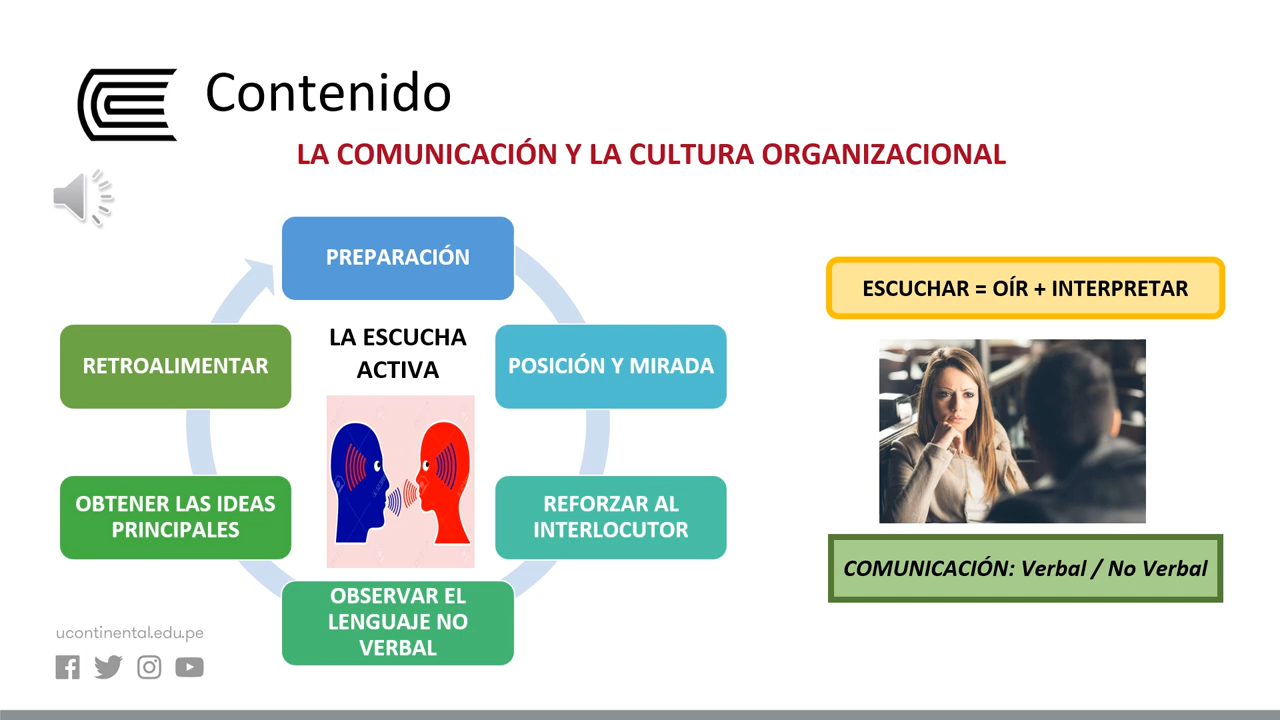 Contenido
LA COMUNICACIÓN Y LA CULTURA ORGANIZACIONAL
PREPARACIÓN
POSICIÓN Y MIRADA
REFORZAR AL
INTERLOCUTOR
OBSERVAR EL
LENGUAJE NO
VERBAL
OBTENER LAS IDEAS
PRINCIPALES
RETROALIMENTAR
LA ESCUCHA
ACTIVA
ESCUCHAR = OÍR + INTERPRETAR
COMUNICACIÓN: Verbal / No Verbal
ucontinental.edu.pe